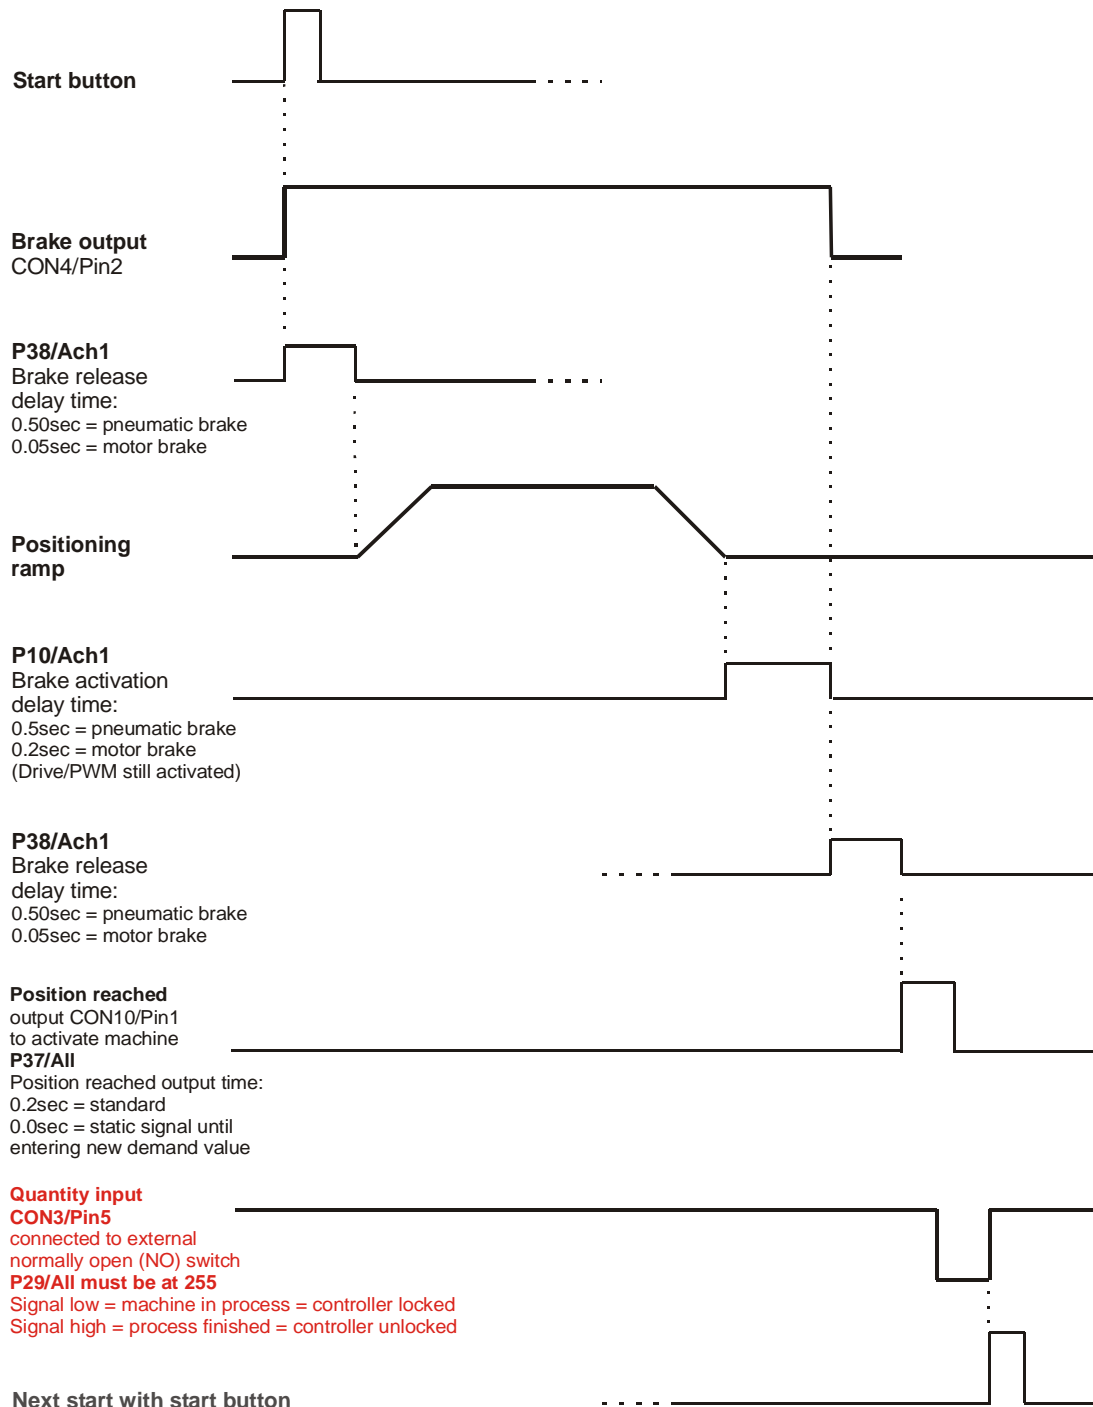 Start button
Brake output
CON4/Pin2
P38/Ach1
Brake release
delay time:
0.50sec = pneumatic brake
0.05sec = motor brake
Positioning
ramp
P10/Ach1
Brake activation
delay time:
0.5sec = pneumatic brake
0.2sec = motor brake
(Drive/PWM still activated)
P38/Ach1
Brake release
delay time:
0.50sec = pneumatic brake
0.05sec = motor brake
Position reached
output CON10/Pin1
to activate machine
P37/All
Position reached output time:
0.2sec = standard
0.0sec = static signal until
entering new demand value
Quantity input
CON3/Pin5
connected to external
normally open (NO) switch
P29/All must be at 255
Signal low = machine in process = controller locked
Signal high = process finished = controller unlocked
Next start with start button